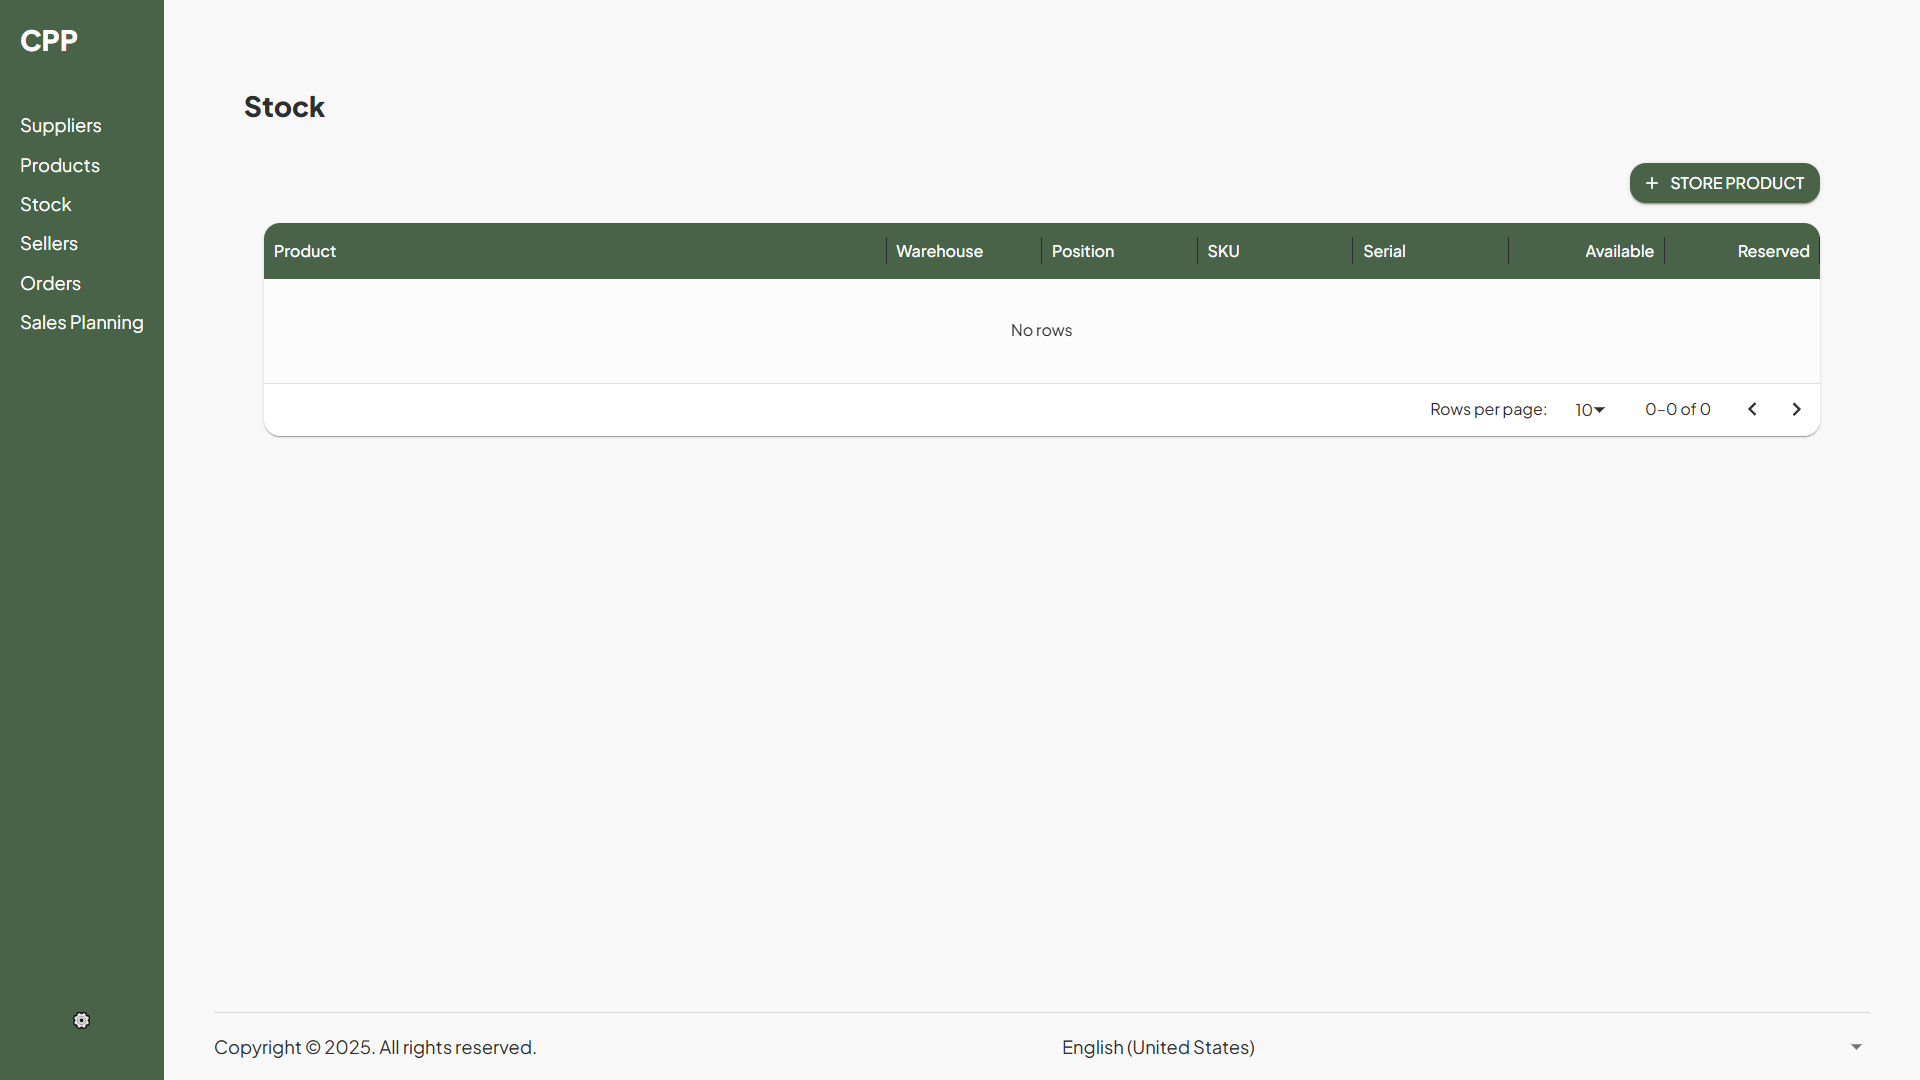 CPP
Suppliers
Products
Stock
Sellers
Orders
Sales Planning
Stock
+ STORE PRODUCT
Product Warehouse Position SKU Serial Available Reserved
No rows
Rows per page: 10 0–0 of 0
Copyright © 2025. All rights reserved. English (United States)